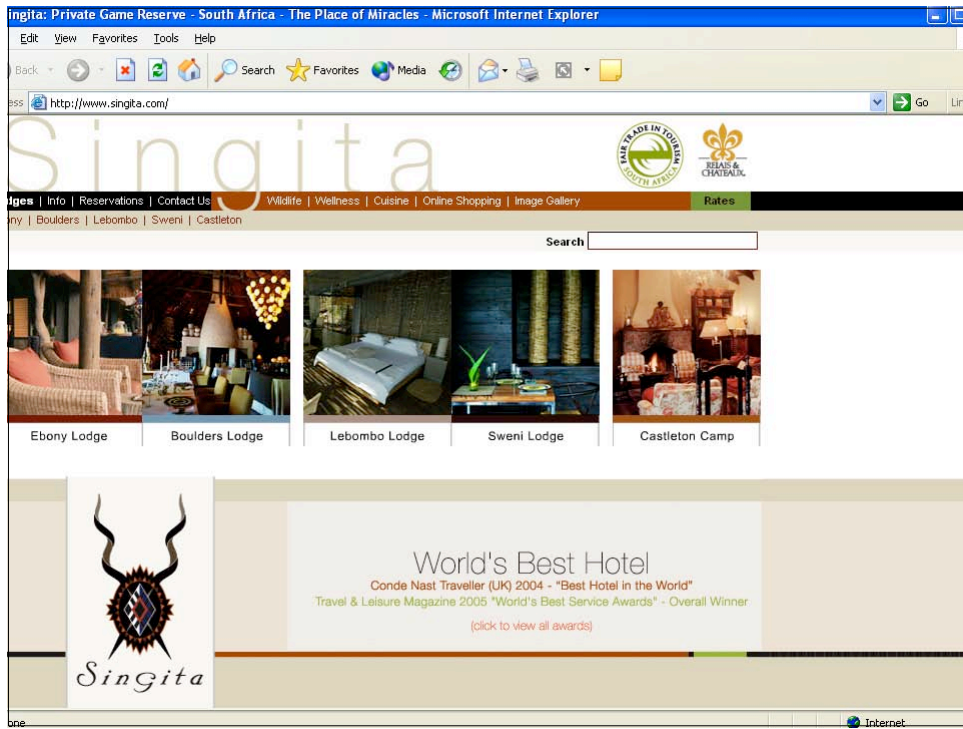 ingita: Private Game Reserve - South Africa - The Place of Miracles - Microsoft Internet Explorer
Edit View Favorites Tools Help
Back Search Favorites Media
ess http://www.singita.com/ Go Lin
Singita
FAIR TRADE IN TOURISM SOUTH AFRICA
RELAIS & CHATEAUX.
dges | Info | Reservations | Contact Us Wildlife | Wellness | Cuisine | Online Shopping | Image Gallery Rates
ony | Boulders | Lebombo | Sweni | Castleton
Search
Ebony Lodge Boulders Lodge Lebombo Lodge Sweni Lodge Castleton Camp
World's Best Hotel
Conde Nast Traveller (UK) 2004 - "Best Hotel in the World"
Travel & Leisure Magazine 2005 "World's Best Service Awards" - Overall Winner
{click to view all awards}
Singita
one Internet